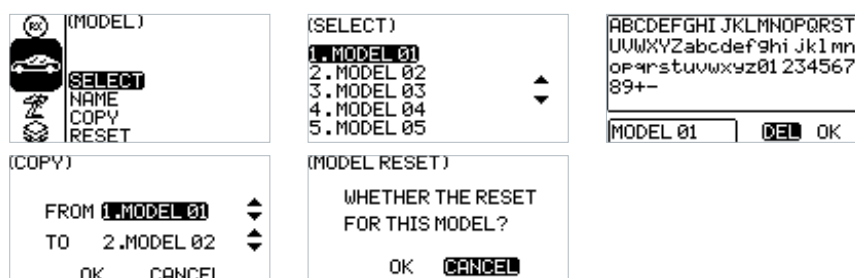 RX
(MODEL)
SELECT
NAME
COPY
RESET
(SELECT)
1.MODEL 01
2.MODEL 02
3.MODEL 03
4.MODEL 04
5.MODEL 05
ABCDEFGHIJKLMNOPQRST
UVWXYZabcdefghijklmn
opqrstuvwxyz01234567
89+-
MODEL 01 DEL OK
(COPY)
FROM 1.MODEL 01
TO 2.MODEL 02
OK CANCEL
(MODEL RESET)
WHETHER THE RESET
FOR THIS MODEL?
OK CANCEL